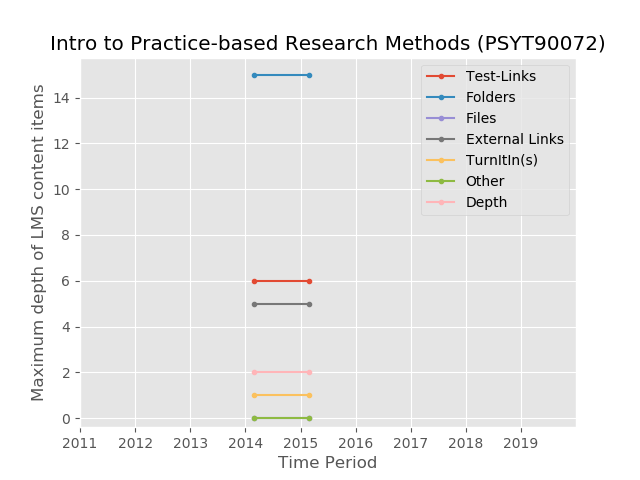 Intro to Practice-based Research Methods (PSYT90072)
Test-Links
Folders
Files
External Links
TurnItIn(s)
Other
Depth
Maximum depth of LMS content items
14
12
10
8
6
4
2
0
2011 2012 2013 2014 2015 2016 2017 2018 2019
Time Period